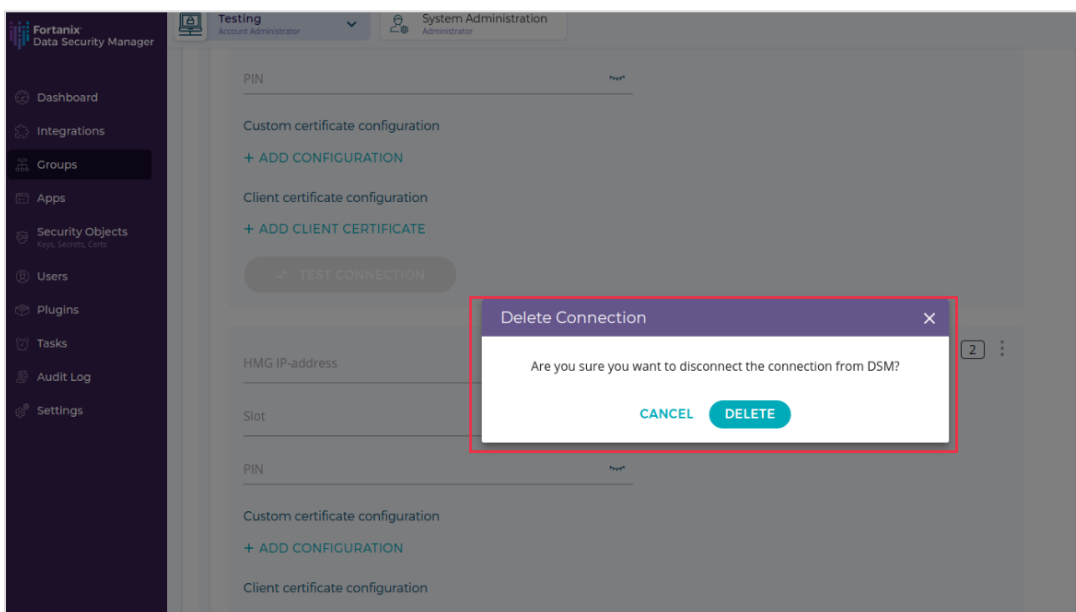 Fortanix
Data Security Manager
Testing
Account Administrator
System Administration
Administrator
Dashboard
Integrations
Groups
Apps
Security Objects
Keys, Secrets, Certs
Users
Plugins
Tasks
Audit Log
Settings
PIN
Custom certificate configuration
+ ADD CONFIGURATION
Client certificate configuration
+ ADD CLIENT CERTIFICATE
TEST CONNECTION
Delete Connection
Are you sure you want to disconnect the connection from DSM?
CANCEL DELETE
2
HMG IP-address
Slot
PIN
Custom certificate configuration
+ ADD CONFIGURATION
Client certificate configuration